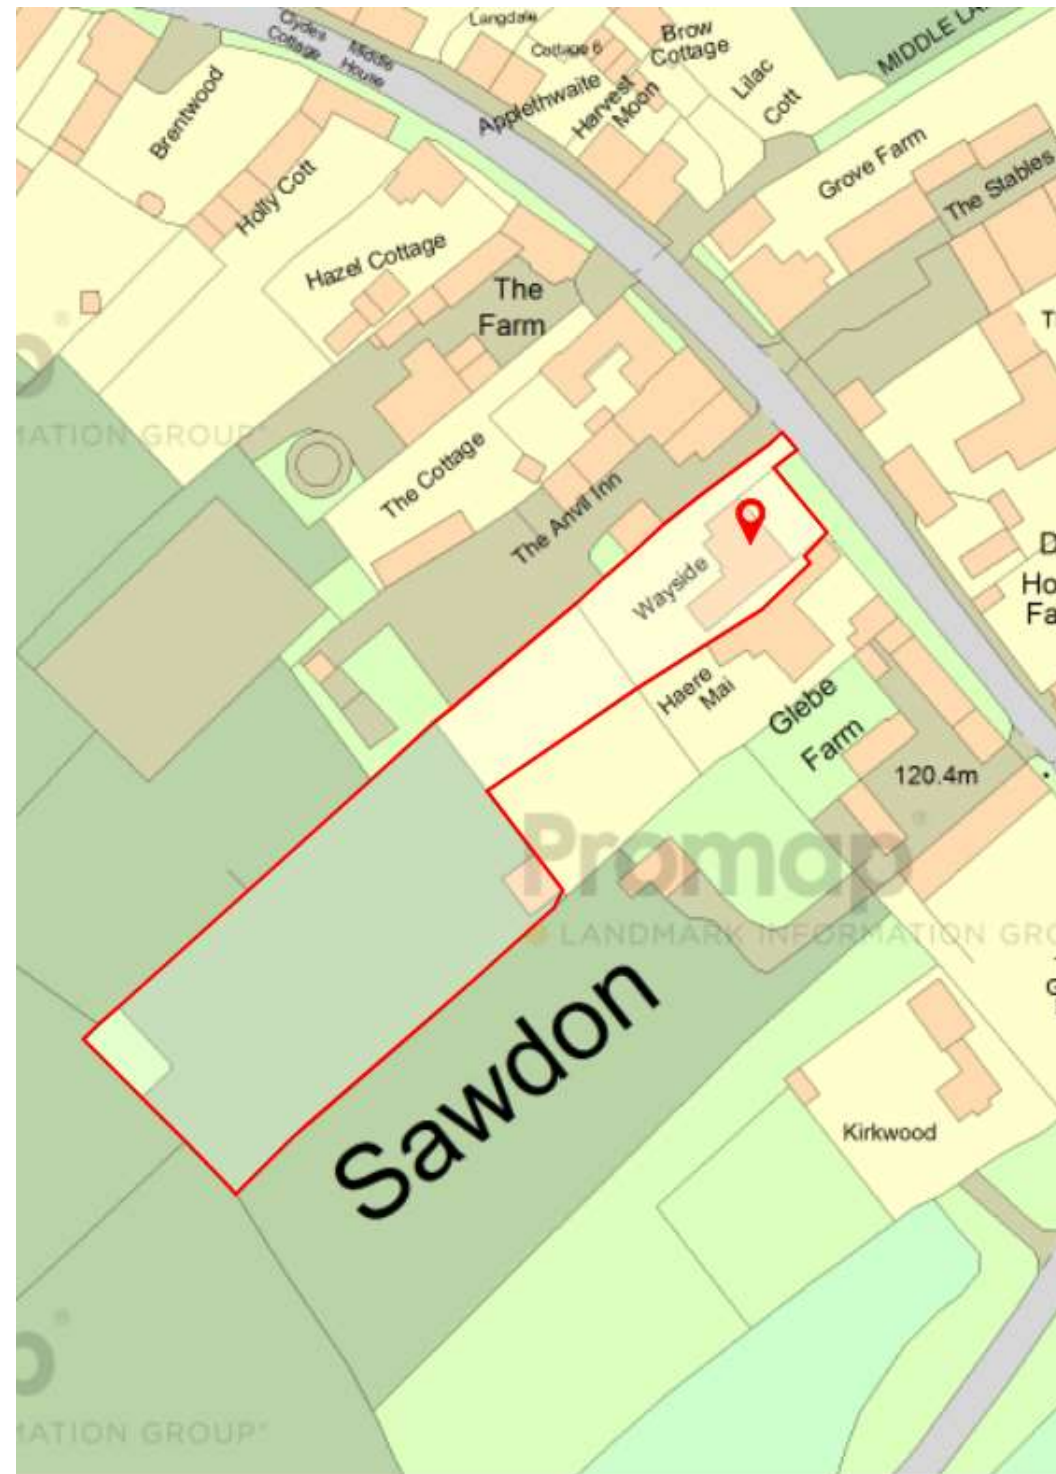 Clydes
Cottage
Middle
House
Langdale
Cottage 6
Brow
Cottage
Applethwaite
Harvest
Moon
Lilac
Cott
MIDDLE LA
Brentwood
Holly Cott
Hazel Cottage
Grove Farm
The Stables
The
Farm
The Cottage
The Anvil Inn
Wayside
Haere
Mai
Glebe
Farm
120.4m
D
Ho
Fa
MATION GROUP
Promap
LANDMARK INFORMATION GRO
Sawdon
Kirkwood
p
MATION GROUP